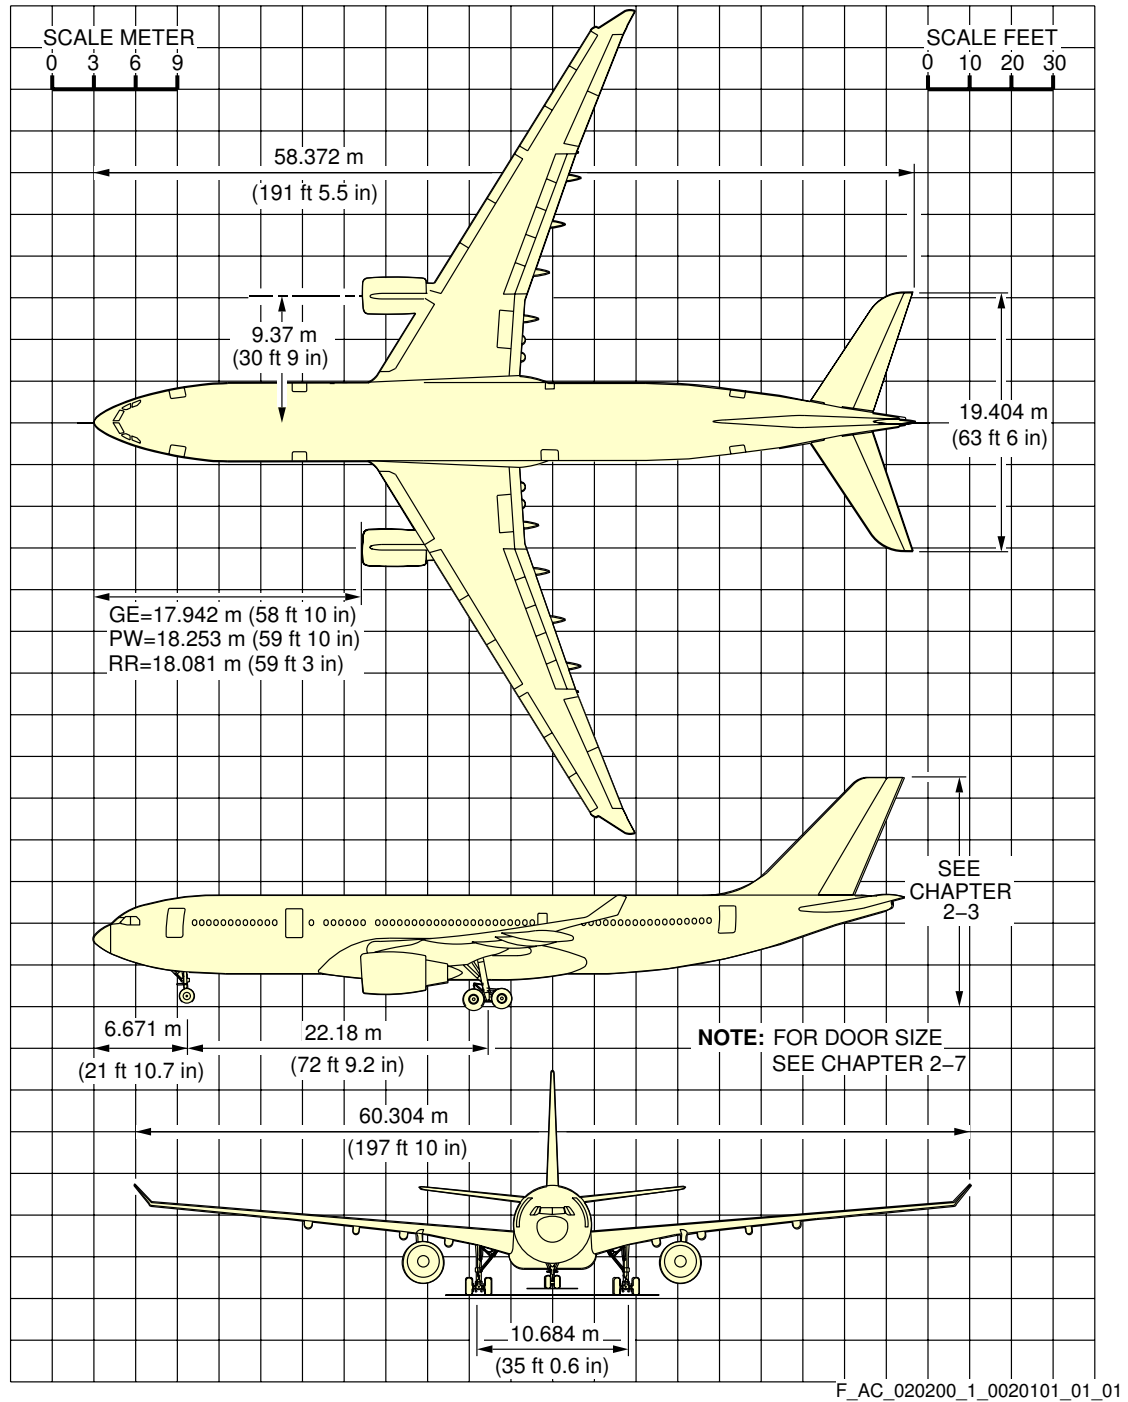 SCALE METER
0 3 6 9
SCALE FEET
0 10 20 30
58.372 m
(191 ft 5.5 in)
9.37 m
(30 ft 9 in)
19.404 m
(63 ft 6 in)
GE=17.942 m (58 ft 10 in)
PW=18.253 m (59 ft 10 in)
RR=18.081 m (59 ft 3 in)
SEE
CHAPTER
2–3
6.671 m
(21 ft 10.7 in)
22.18 m
(72 ft 9.2 in)
NOTE: FOR DOOR SIZE
SEE CHAPTER 2–7
60.304 m
(197 ft 10 in)
10.684 m
(35 ft 0.6 in)
F_AC_020200_1_0020101_01_01